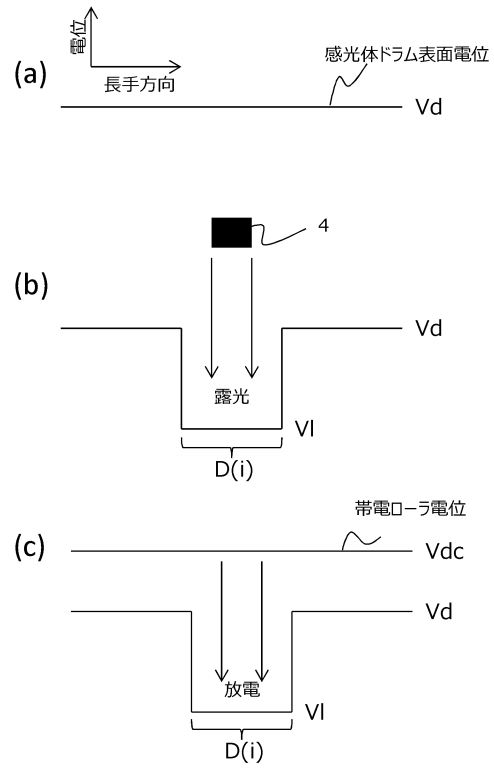 (a)
電位
長手方向
感光体ドラム表面電位
Vd
4
(b)
Vd
露光
Vl
D(i)
帯電ローラ電位
(c)
Vdc
Vd
放電
Vl
D(i)